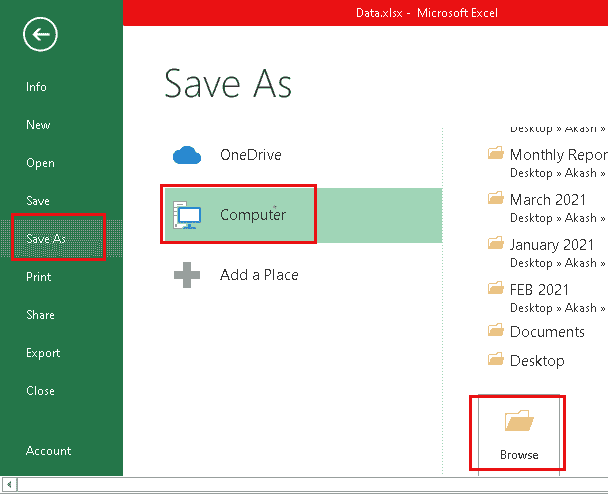 Data.xlsx - Microsoft Excel
Info
New
Open
Save
Save As
Print
Share
Export
Close
Account
Save As
OneDrive
Computer
Add a Place
Desktop » Akash »
Monthly Repor
Desktop » Akash »
March 2021
Desktop » Akash »
January 2021
Desktop » Akash »
FEB 2021
Desktop » Akash »
Documents
Desktop
Browse